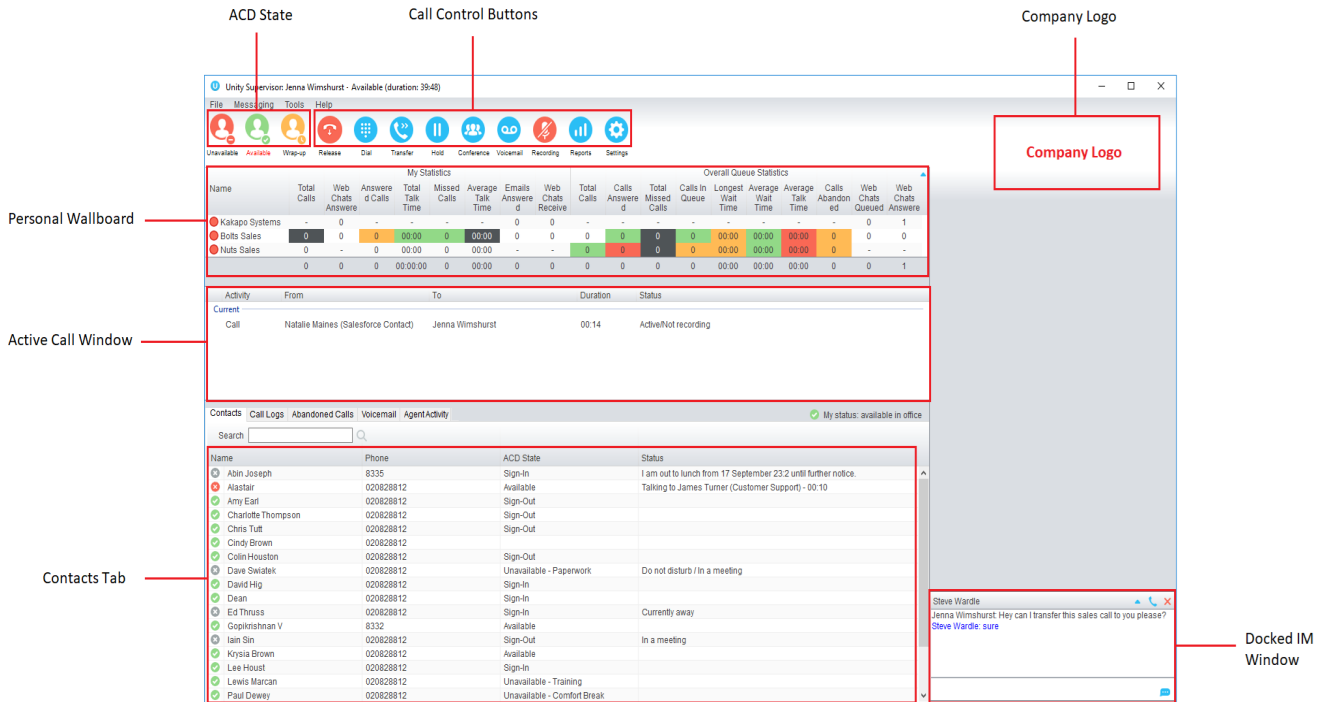 ACD State
Call Control Buttons
Company Logo
Unity Supervisor: Jenna Wimshurst - Available (duration: 39:48)
File Messaging Tools Help
Unavailable Available Wrap-up Release Dial Transfer Hold Conference Voicemail Recording Reports Settings
Company Logo
Personal Wallboard
My Statistics Overall Queue Statistics
Name Total Web Answere Total Missed Average Emails Web Total Calls Total Calls In Longest Average Average Calls Web Web
Calls Chats d Calls Talk Calls Talk Answere Chats Calls Answere Missed Queue Wait Wait Talk Abandon Chats Chats
Answere Time Time d Receive d Calls Time Time Time ed Queued Answere
Kakapo Systems - 0 - - - - 0 0 - - - - - - - - 0 1
Bolts Sales 0 0 0 00:00 0 00:00 0 0 0 0 0 0 00:00 00:00 00:00 0 0 0
Nuts Sales 0 - 0 00:00 0 00:00 - - 0 0 0 0 00:00 00:00 00:00 0 - -
0 0 0 00:00:00 0 00:00 0 0 0 0 0 0 00:00 00:00 00:00 0 0 1
Active Call Window
Activity From To Duration Status
Current
Call Natalie Maines (Salesforce Contact) Jenna Wimshurst 00:14 Active/Not recording
Contacts Call Logs Abandoned Calls Voicemail Agent Activity My status: available in office
Search
Contacts Tab
Name Phone ACD State Status
Abin Joseph 8335 Sign-In I am out to lunch from 17 September 23:2 until further notice.
Alastair 020828812 Available Talking to James Turner (Customer Support) - 00:10
Amy Earl 020828812 Sign-Out
Charlotte Thompson 020828812 Sign-Out
Chris Tutt 020828812 Sign-Out
Cindy Brown 020828812
Colin Houston 020828812 Sign-Out
Dave Swiatek 020828812 Unavailable - Paperwork Do not disturb / In a meeting
David Hig 020828812 Sign-In
Dean 020828812 Sign-In
Ed Thruss 020828812 Sign-In Currently away
Gopikrishnan V 8332 Available
Iain Sin 020828812 Sign-Out In a meeting
Krysia Brown 020828812 Available
Lee Houst 020828812 Sign-In
Lewis Marcan 020828812 Unavailable - Training
Paul Dewey 020828812 Unavailable - Comfort Break
Steve Wardle
Jenna Wimshurst: Hey can I transfer this sales call to you please?
Steve Wardle: sure
Docked IM
Window